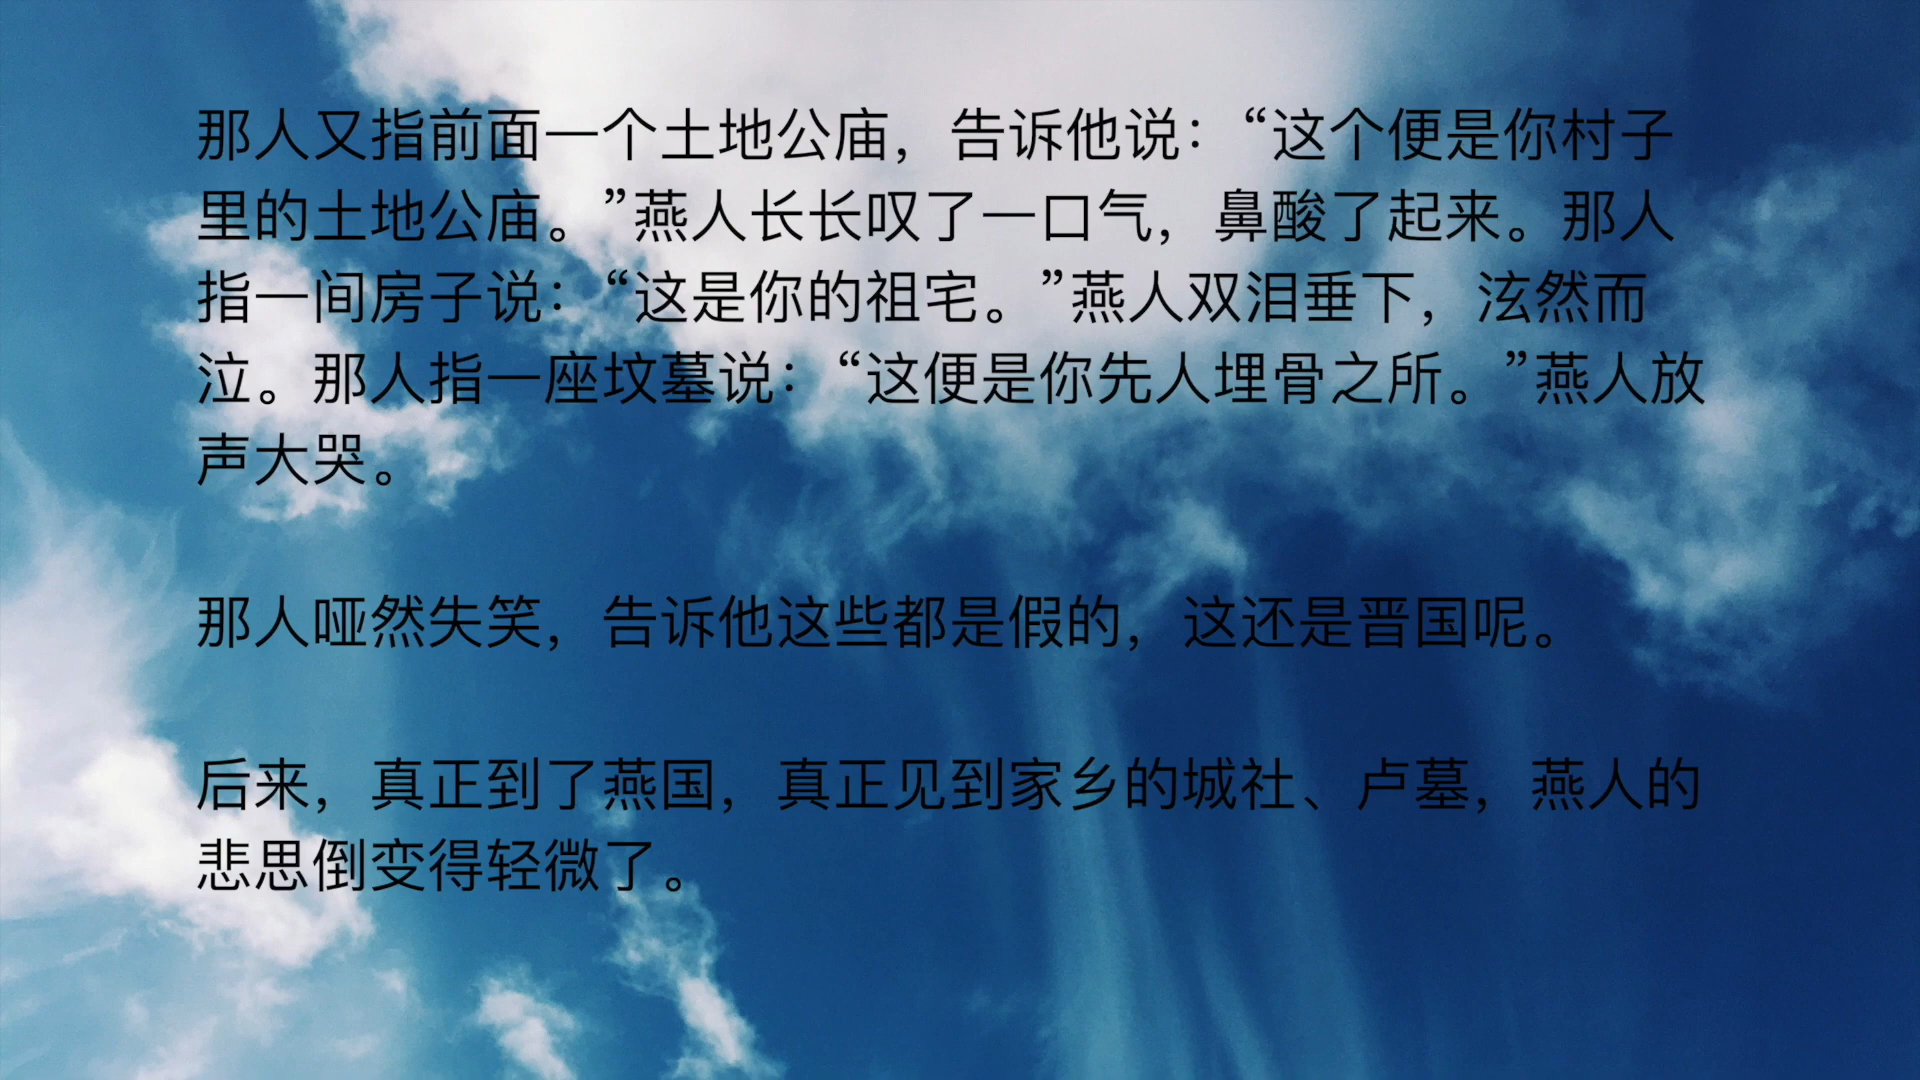 那人又指前面一个土地公庙，告诉他说：“这个便是你村子
里的土地公庙。”燕人长长叹了一口气，鼻酸了起来。那人
指一间房子说：“这是你的祖宅。”燕人双泪垂下，泫然而
泣。那人指一座坟墓说：“这便是你先人埋骨之所。”燕人放
声大哭。
那人哑然失笑，告诉他这些都是假的，这还是晋国呢。
后来，真正到了燕国，真正见到家乡的城社、卢墓，燕人的
悲思倒变得轻微了。